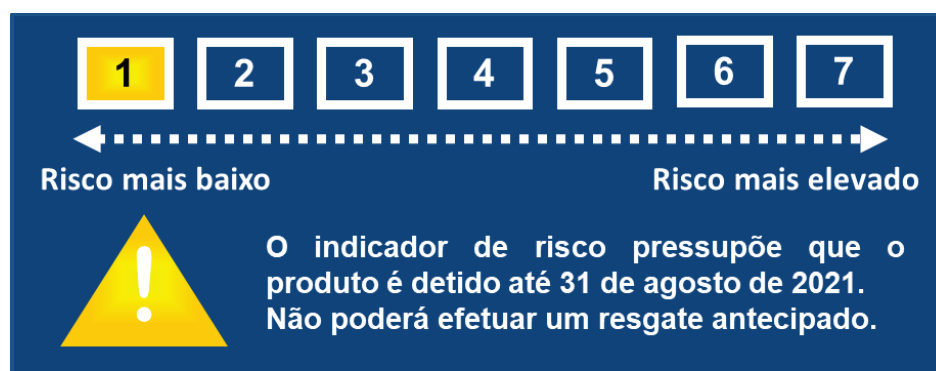 1 2 3 4 5 6 7
Risco mais baixo Risco mais elevado
!
O indicador de risco pressupõe que o
produto é detido até 31 de agosto de 2021.
Não poderá efetuar um resgate antecipado.